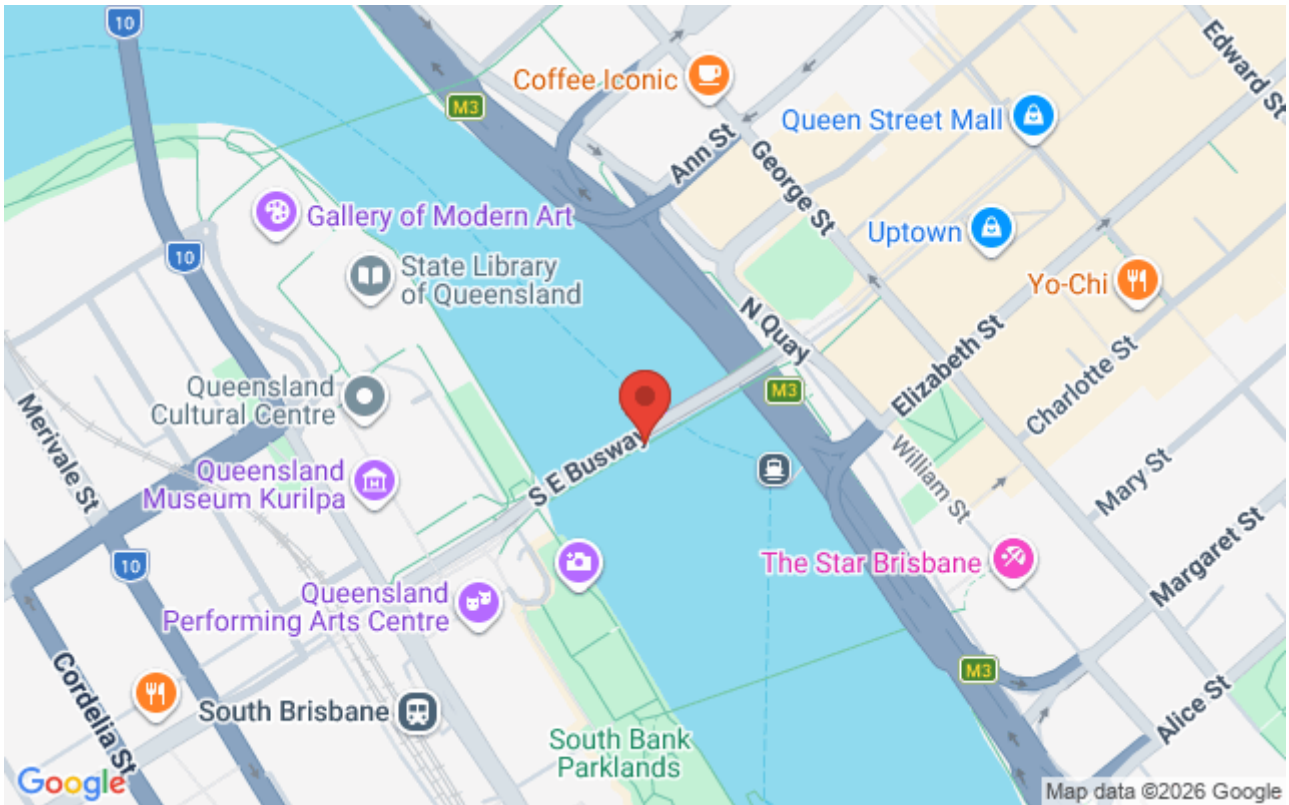 10
Edward St
Coffee Iconic
M3
Queen Street Mall
Ann St
George St
Gallery of Modern Art
Uptown
10
State Library
of Queensland
Yo-Chi
N Quay
Elizabeth St
Charlotte St
Queensland
Cultural Centre
M3
Merivale St
S E Busway
William St
Mary St
Queensland
Museum Kurilpa
10
The Star Brisbane
Margaret St
Queensland
Performing Arts Centre
Cordelia St
M3
South Brisbane
Alice St
South Bank
Parklands
Google
Map data ©2026 Google